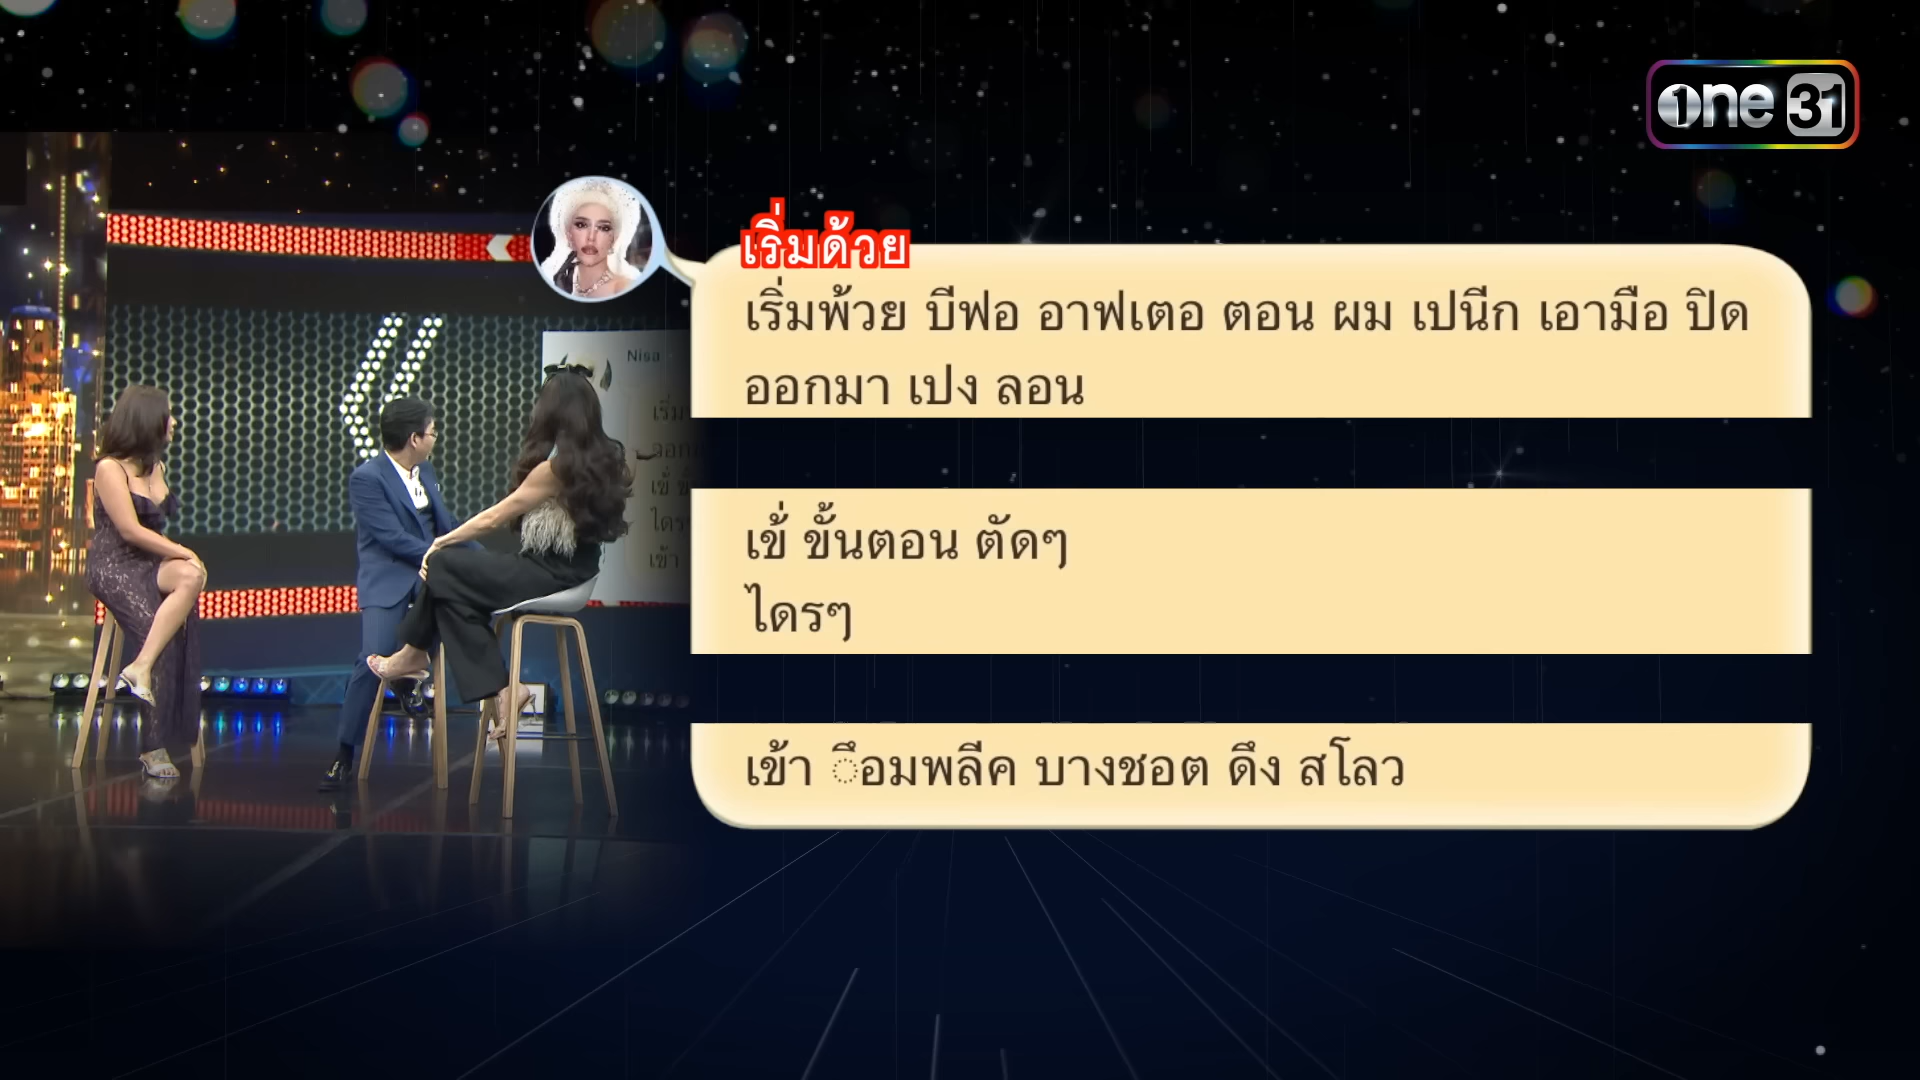 one 31
เริ่มด้วย
เริ่มพ้วย บีฟอ อาฟเตอ ตอน ผม เปนีก เอามือ ปิด
ออกมา เปง ลอน
เข้่ ขั้นตอน ตัดๆ
ไดรๆ
เข้า ึอมพลีค บางชอต ดึง สโลว
Nisa